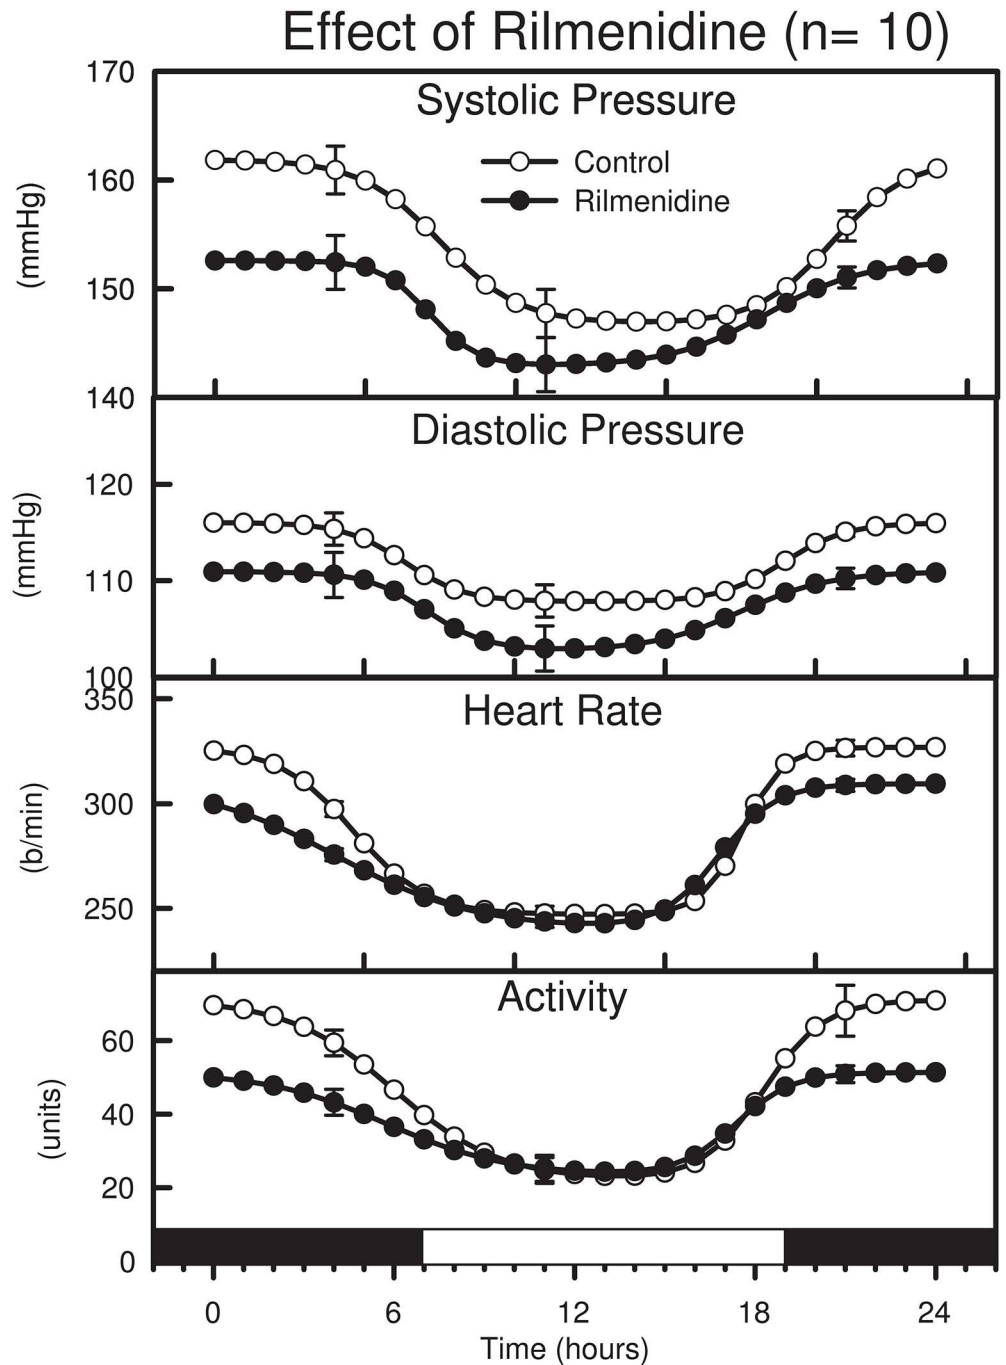 Effect of Rilmenidine (n= 10)
170
Systolic Pressure
Control
160
Rilmenidine
(mmHg)
150
140
Diastolic Pressure
120
(mmHg)
110
100
350
Heart Rate
300
(b/min)
250
Activity
60
40
(units)
20
0
0 6 12 18 24
Time (hours)